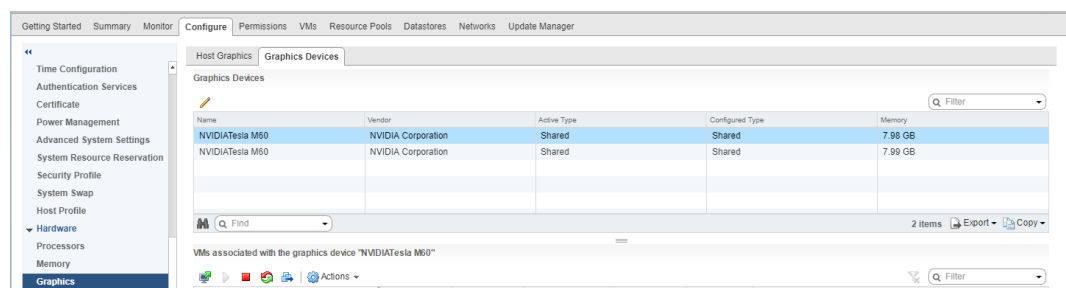 Getting Started Summary Monitor Configure Permissions VMs Resource Pools Datastores Networks Update Manager
Host Graphics Graphics Devices
Time Configuration
Authentication Services
Certificate
Power Management
Advanced System Settings
System Resource Reservation
Security Profile
System Swap
Host Profile
Hardware
Processors
Memory
Graphics
Graphics Devices
Filter
Name Vendor Active Type Configured Type Memory
NVIDIATesla M60 NVIDIA Corporation Shared Shared 7.98 GB
NVIDIATesla M60 NVIDIA Corporation Shared Shared 7.99 GB
Find 2 items Export Copy
VMs associated with the graphics device "NVIDIATesla M60"
Actions Filter